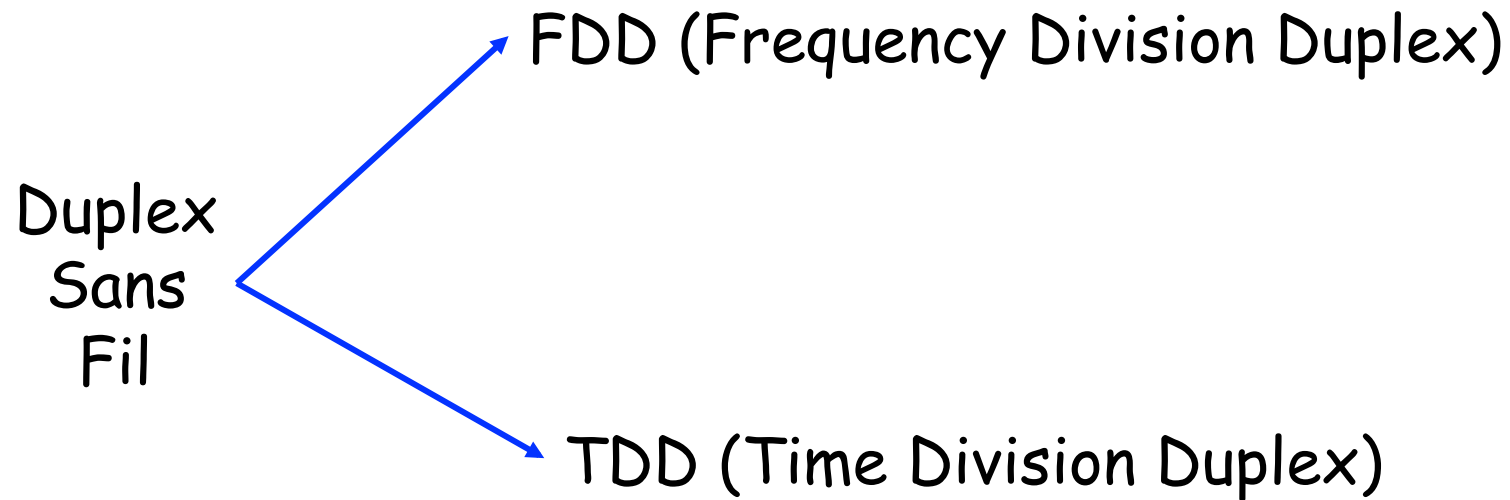 FDD (Frequency Division Duplex)
Duplex
Sans
Fil
TDD (Time Division Duplex)